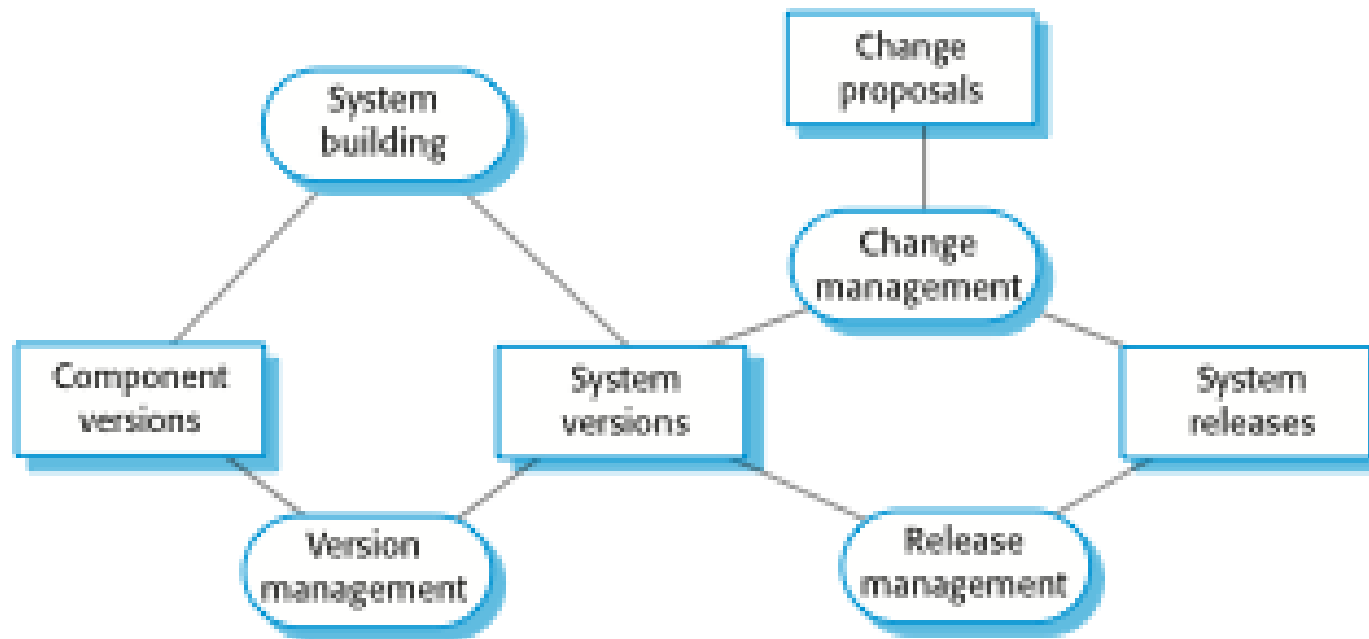 Change
proposals
System
building
Change
management
Component
versions
System
versions
System
releases
Version
management
Release
management